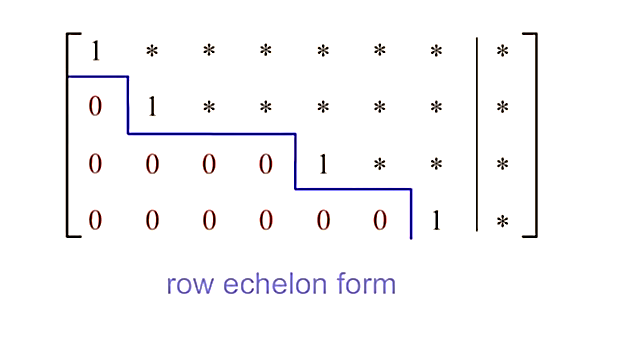 1 * * * * * * | *
0 1 * * * * * | *
0 0 0 0 1 * * | *
0 0 0 0 0 0 1 | *
row echelon form